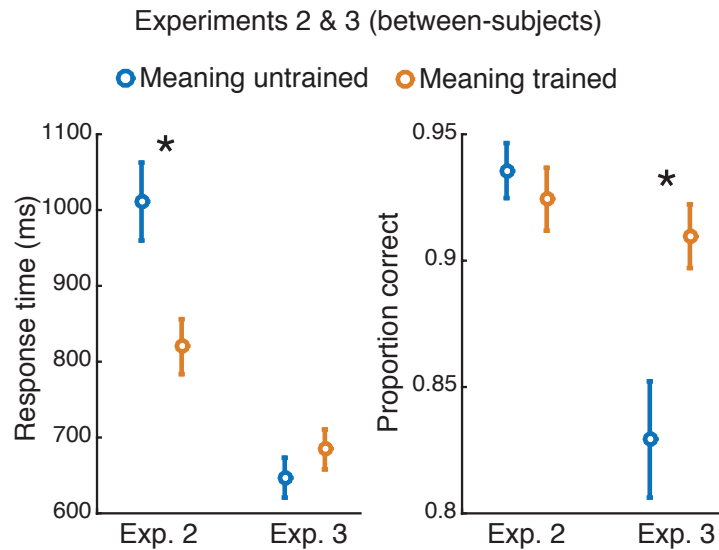 Experiments 2 & 3 (between-subjects)
Meaning untrained Meaning trained
Response time (ms)
1100
1000
900
800
700
600
Exp. 2 Exp. 3
*
Proportion correct
0.95
0.9
0.85
0.8
Exp. 2 Exp. 3
*